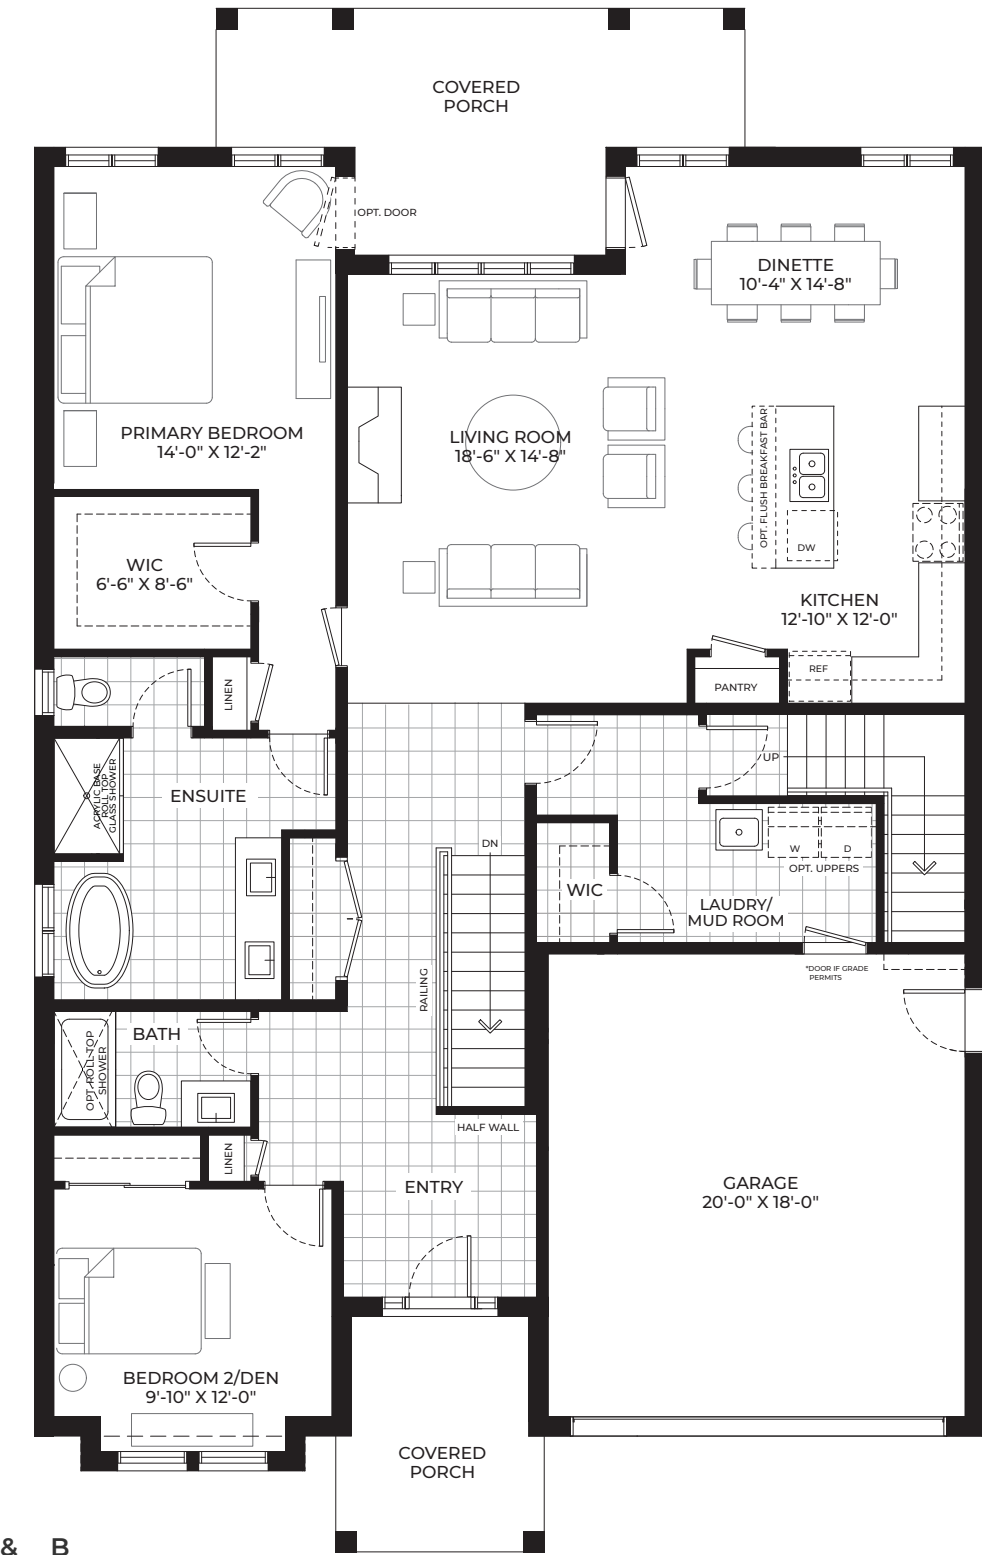 COVERED
PORCH
OPT. DOOR
DINETTE
10'-4" X 14'-8"
PRIMARY BEDROOM
14'-0" X 12'-2"
LIVING ROOM
18'-6" X 14'-8"
OPT. FLUSH BREAKFAST BAR
DW
WIC
6'-6" X 8'-6"
KITCHEN
12'-10" X 12'-0"
LINEN
PANTRY
REF
ACRYLIC BASE
ROLL TOP
GLASS SHOWER
ENSUITE
UP
DN
W
D
OPT. UPPERS
WIC
LAUDRY/
MUD ROOM
RAILING
*DOOR IF GRADE
PERMITS
BATH
OPT. ROLL TOP
SHOWER
HALF WALL
LINEN
ENTRY
GARAGE
20'-0" X 18'-0"
BEDROOM 2/DEN
9'-10" X 12'-0"
COVERED
PORCH
& B